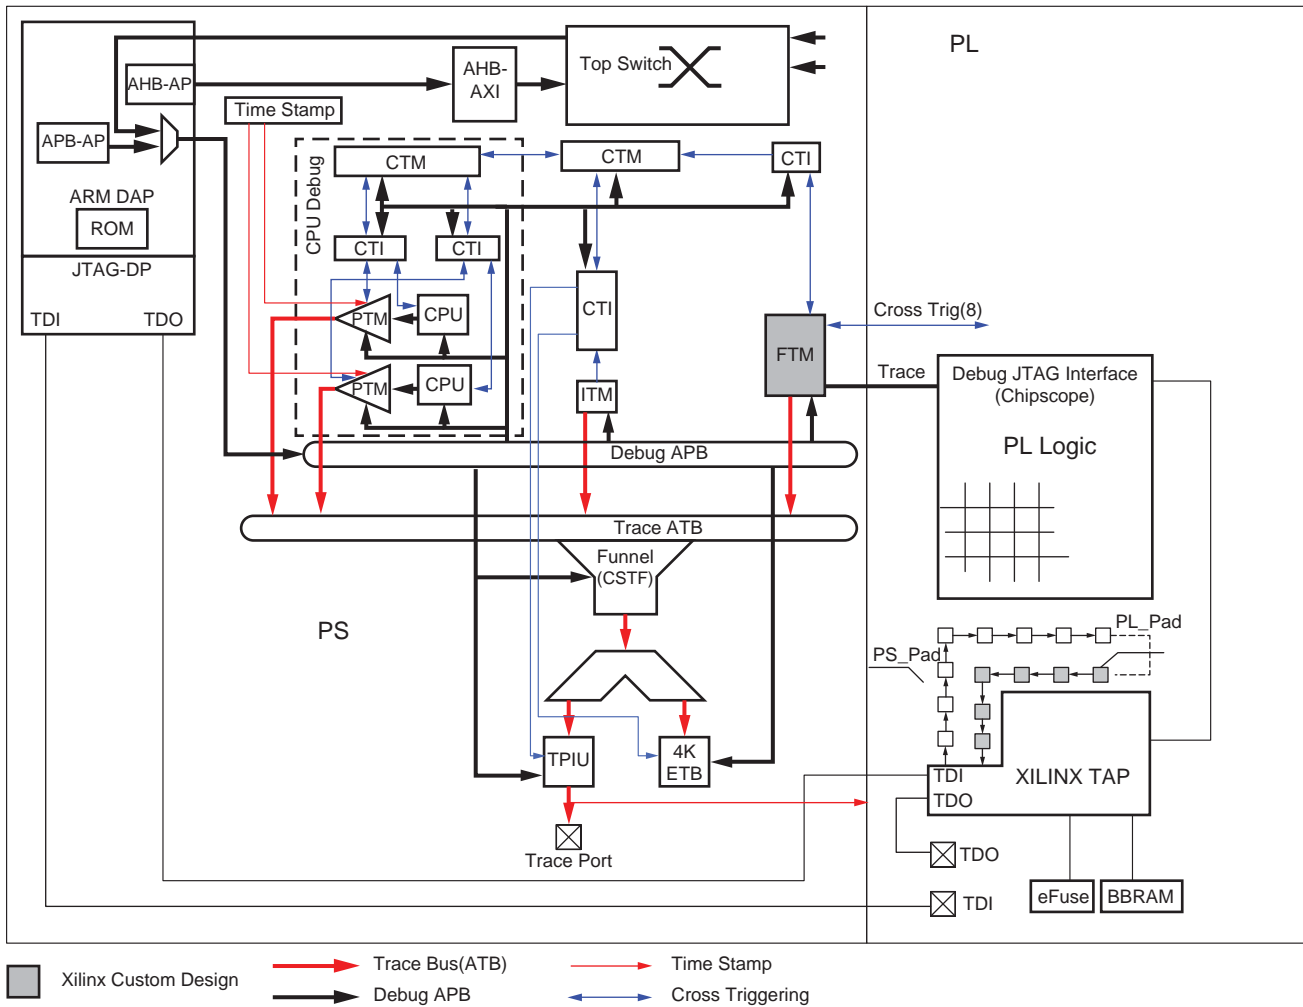 PL
Top Switch
AHB-
AXI
AHB-AP
Time Stamp
APB-AP
ARM DAP
ROM
JTAG-DP
TDI
TDO
CPU Debug
CTM
CTM
CTI
CTI
CTI
CTI
PTM
CPU
PTM
CPU
ITM
FTM
Cross Trig(8)
Trace
Debug JTAG Interface
(Chipscope)
PL Logic
Debug APB
Trace ATB
Funnel
(CSTF)
PS
PL_Pad
PS_Pad
TPIU
4K
ETB
TDI
TDO
XILINX TAP
Trace Port
TDO
TDI
eFuse
BBRAM
Xilinx Custom Design
Trace Bus(ATB)
Debug APB
Time Stamp
Cross Triggering